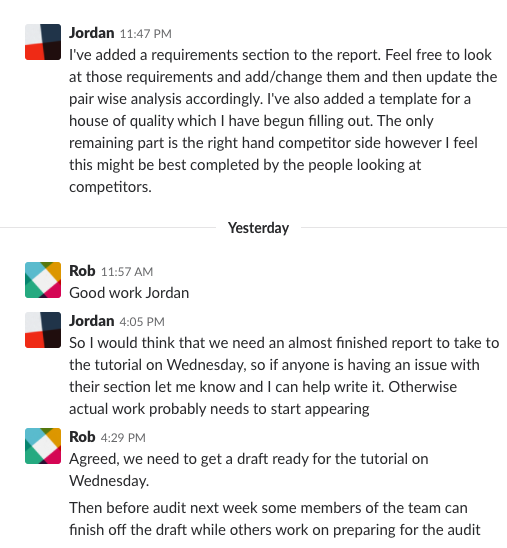 Jordan 11:47 PM
I've added a requirements section to the report. Feel free to look
at those requirements and add/change them and then update the
pair wise analysis accordingly. I've also added a template for a
house of quality which I have begun filling out. The only
remaining part is the right hand competitor side however I feel
this might be best completed by the people looking at
competitors.
Yesterday
Rob 11:57 AM
Good work Jordan
Jordan 4:05 PM
So I would think that we need an almost finished report to take to
the tutorial on Wednesday, so if anyone is having an issue with
their section let me know and I can help write it. Otherwise
actual work probably needs to start appearing
Rob 4:29 PM
Agreed, we need to get a draft ready for the tutorial on
Wednesday.
Then before audit next week some members of the team can
finish off the draft while others work on preparing for the audit